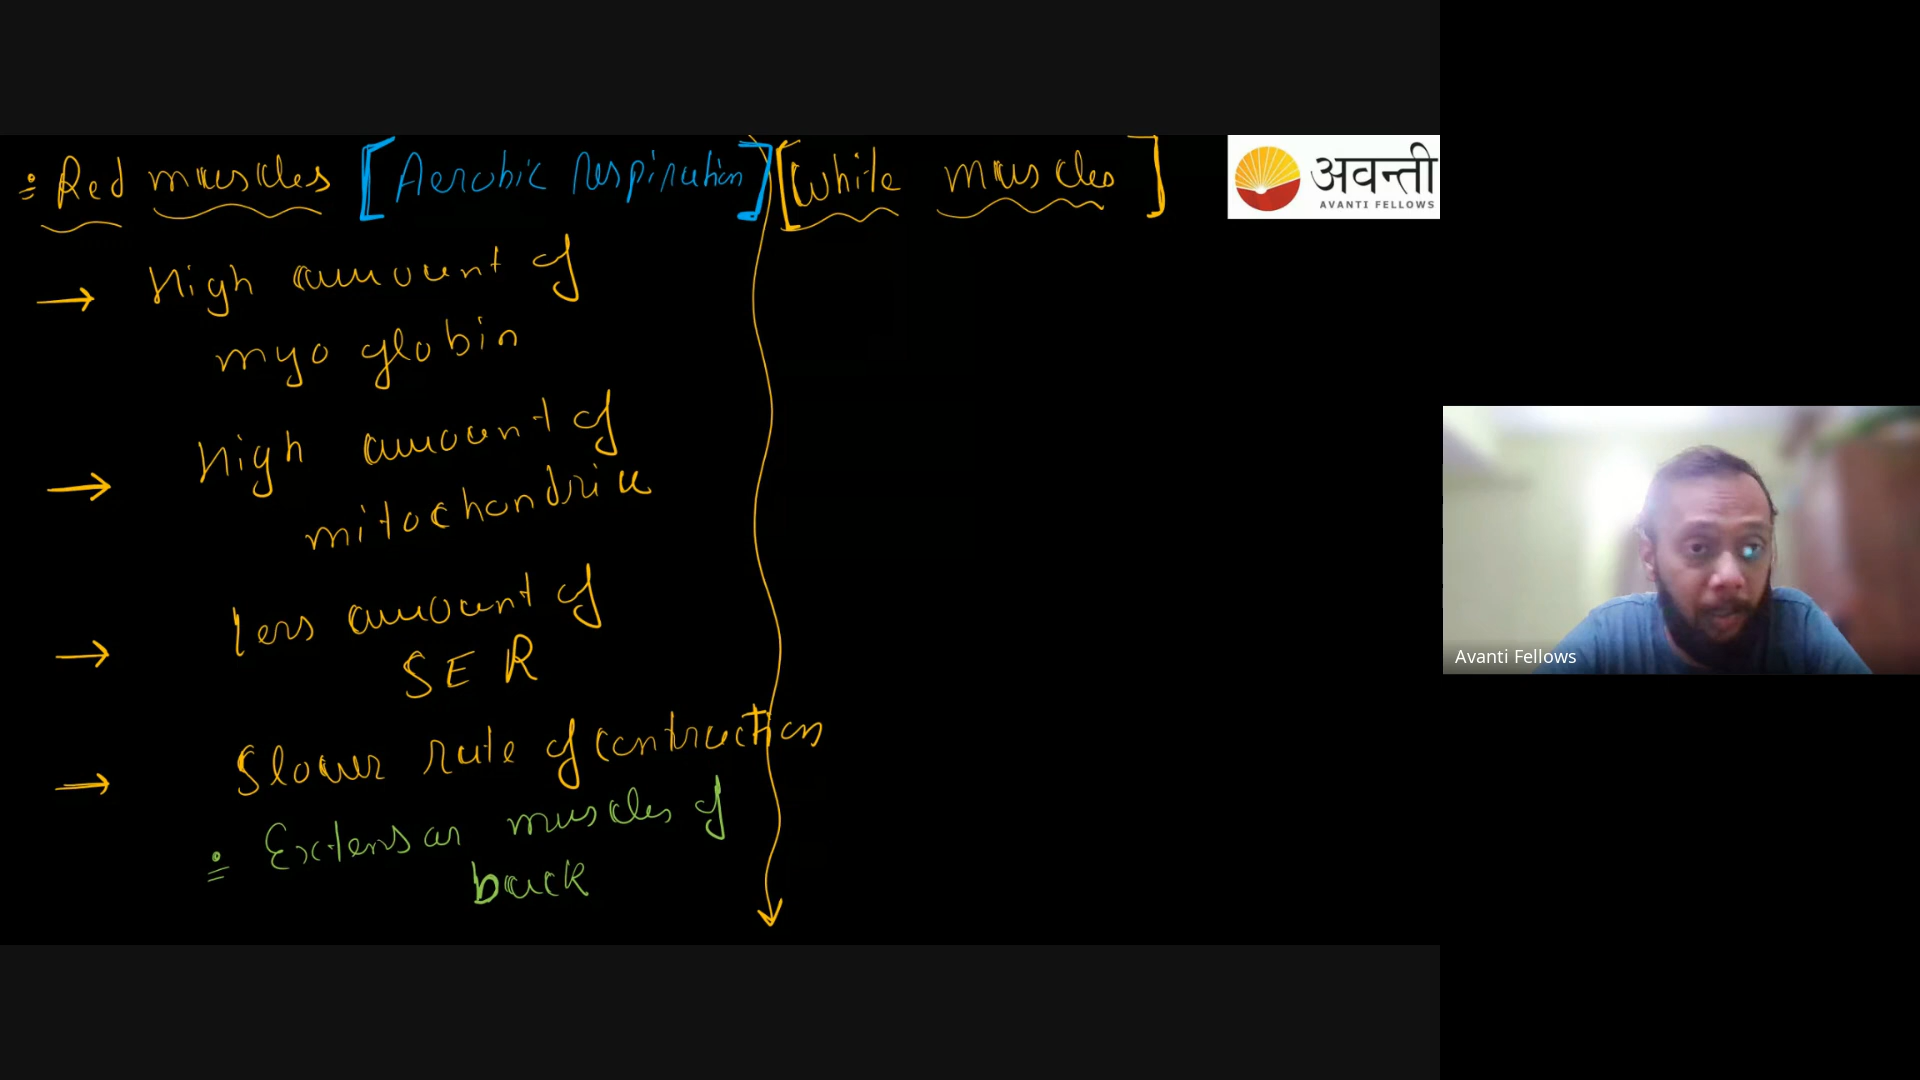 Red muscles [Aerobic Respiration] [White muscles]
→ High amount of
myoglobin
→ High amount of
mitochondria
→ less amount of
SER
→ Slower rate of contraction
Extensor muscles of
back
अवन्ती
AVANTI FELLOWS
Avanti Fellows